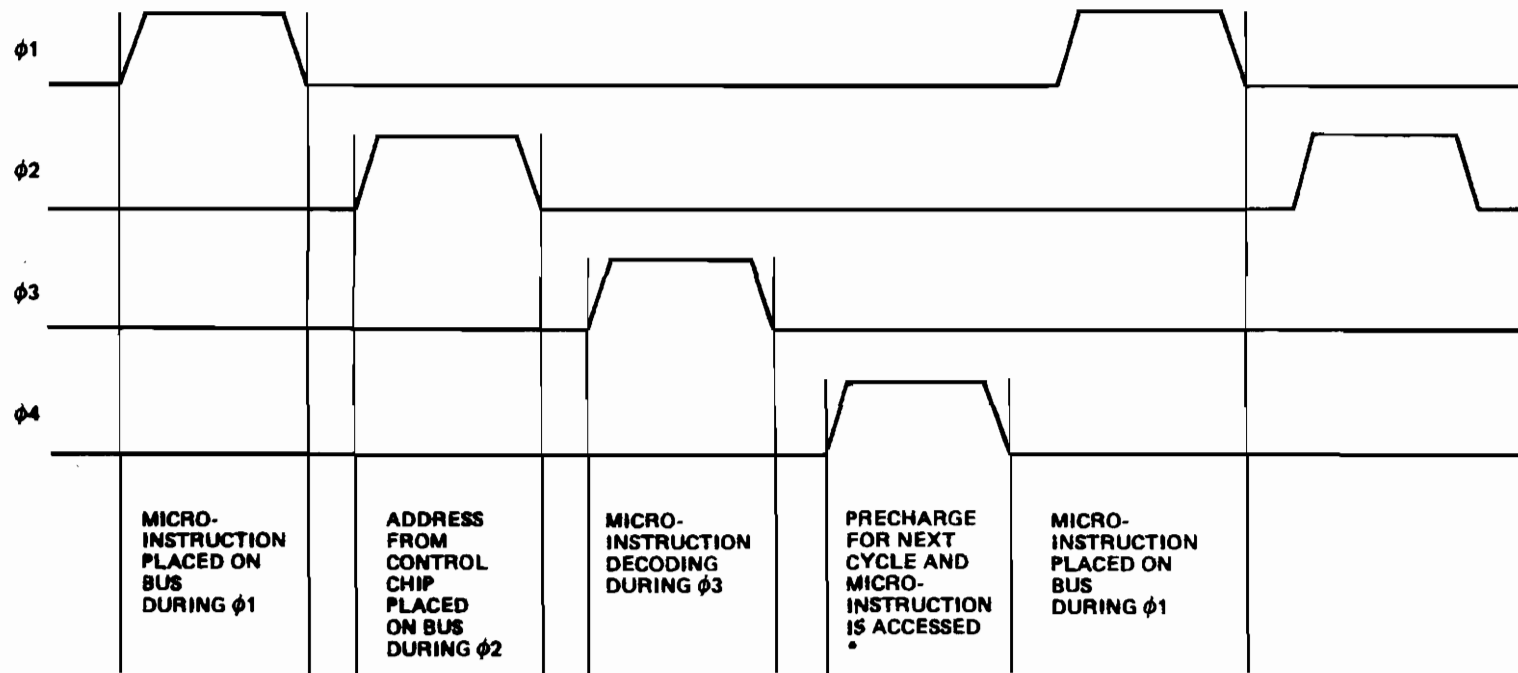 φ1
φ2
φ3
φ4
MICRO-
INSTRUCTION
PLACED ON
BUS
DURING φ1
ADDRESS
FROM
CONTROL
CHIP
PLACED
ON BUS
DURING φ2
MICRO-
INSTRUCTION
DECODING
DURING φ3
PRECHARGE
FOR NEXT
CYCLE AND
MICRO-
INSTRUCTION
IS ACCESSED
*
MICRO-
INSTRUCTION
PLACED ON
BUS
DURING φ1